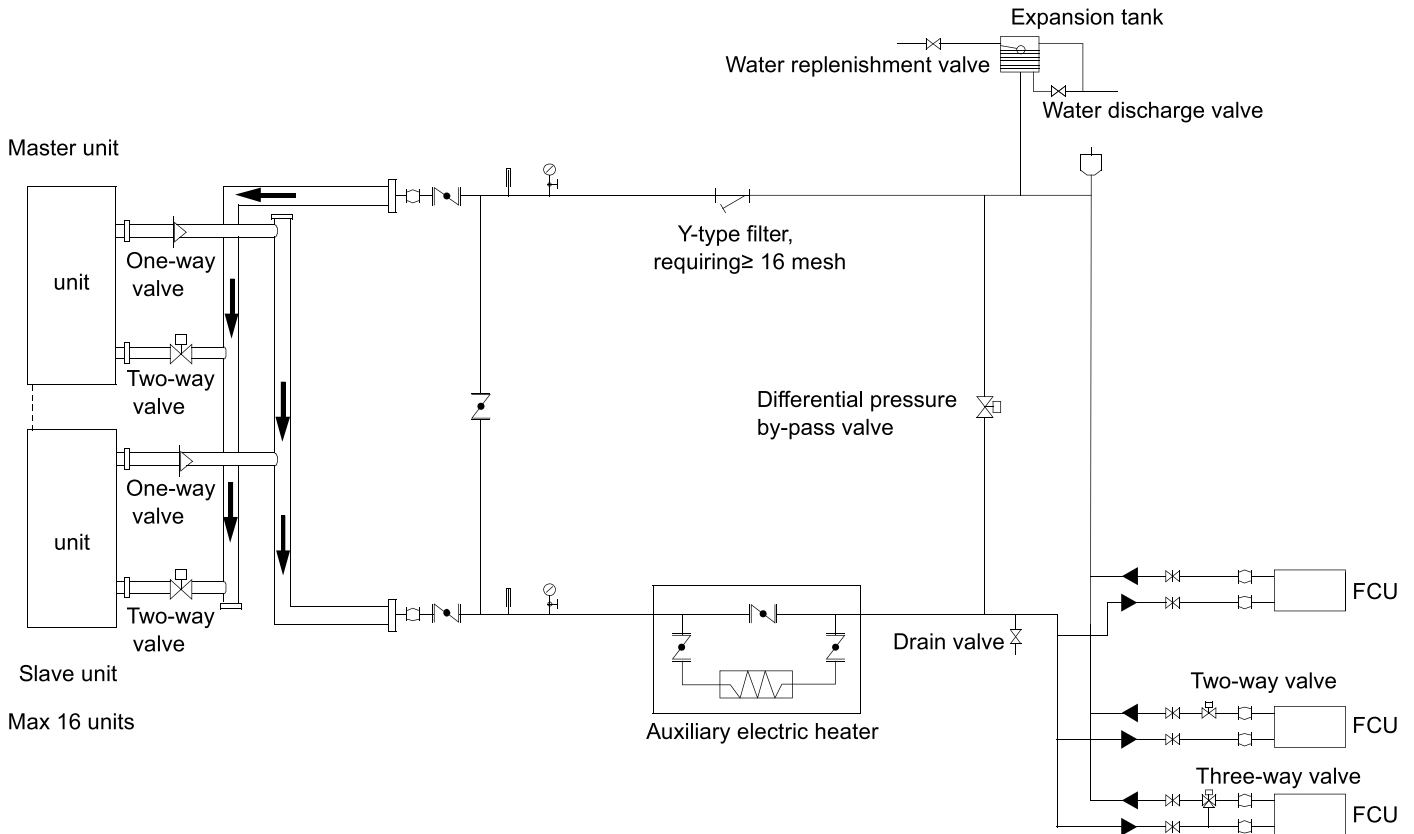 Expansion tank
Water replenishment valve
Water discharge valve
Master unit
Y-type filter,
requiring≥ 16 mesh
One-way
valve
unit
Two-way
valve
Differential pressure
by-pass valve
One-way
valve
unit
Two-way
valve
Slave unit
Max 16 units
Drain valve
Auxiliary electric heater
FCU
Two-way valve
FCU
Three-way valve
FCU